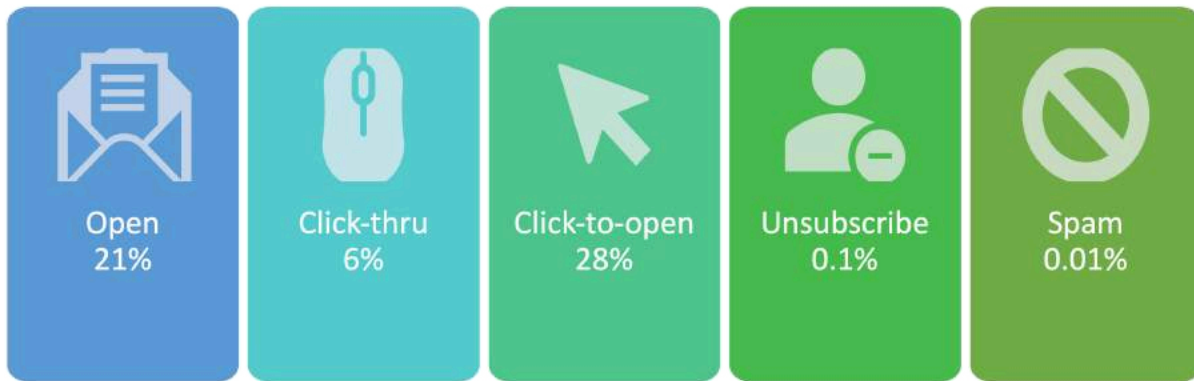 Open
21%
Click-thru
6%
Click-to-open
28%
Unsubscribe
0.1%
Spam
0.01%